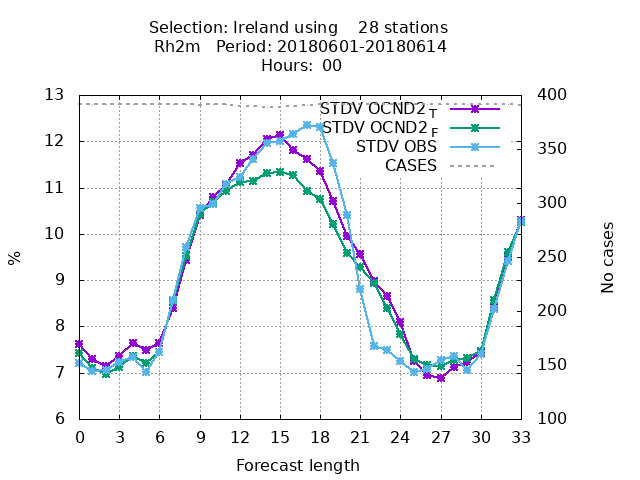 Selection: Ireland using 28 stations
Rh2m Period: 20180601-20180614
Hours: 00
13 400
STDV OCND2 T
STDV OCND2 F
12 350
STDV OBS
CASES
11
10 300
9 250
8 200
7 150
6 100
%
No cases
0 3 6 9 12 15 18 21 24 27 30 33
Forecast length